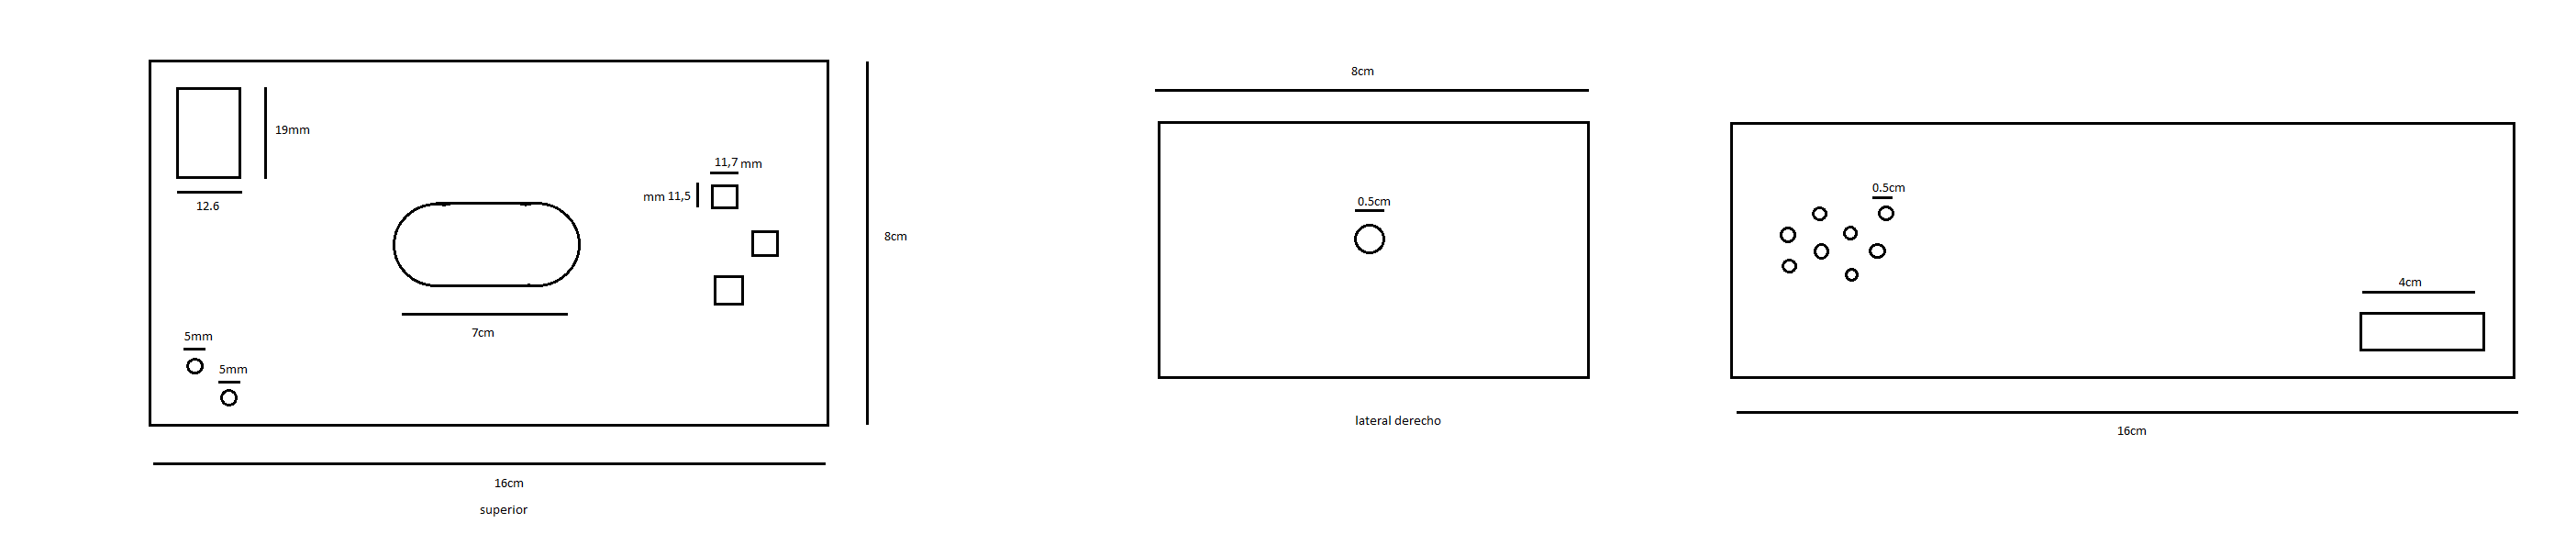 19mm
12.6
11,7 mm
mm 11,5
7cm
5mm
5mm
8cm
16cm
superior
8cm
0.5cm
lateral derecho
0.5cm
4cm
16cm